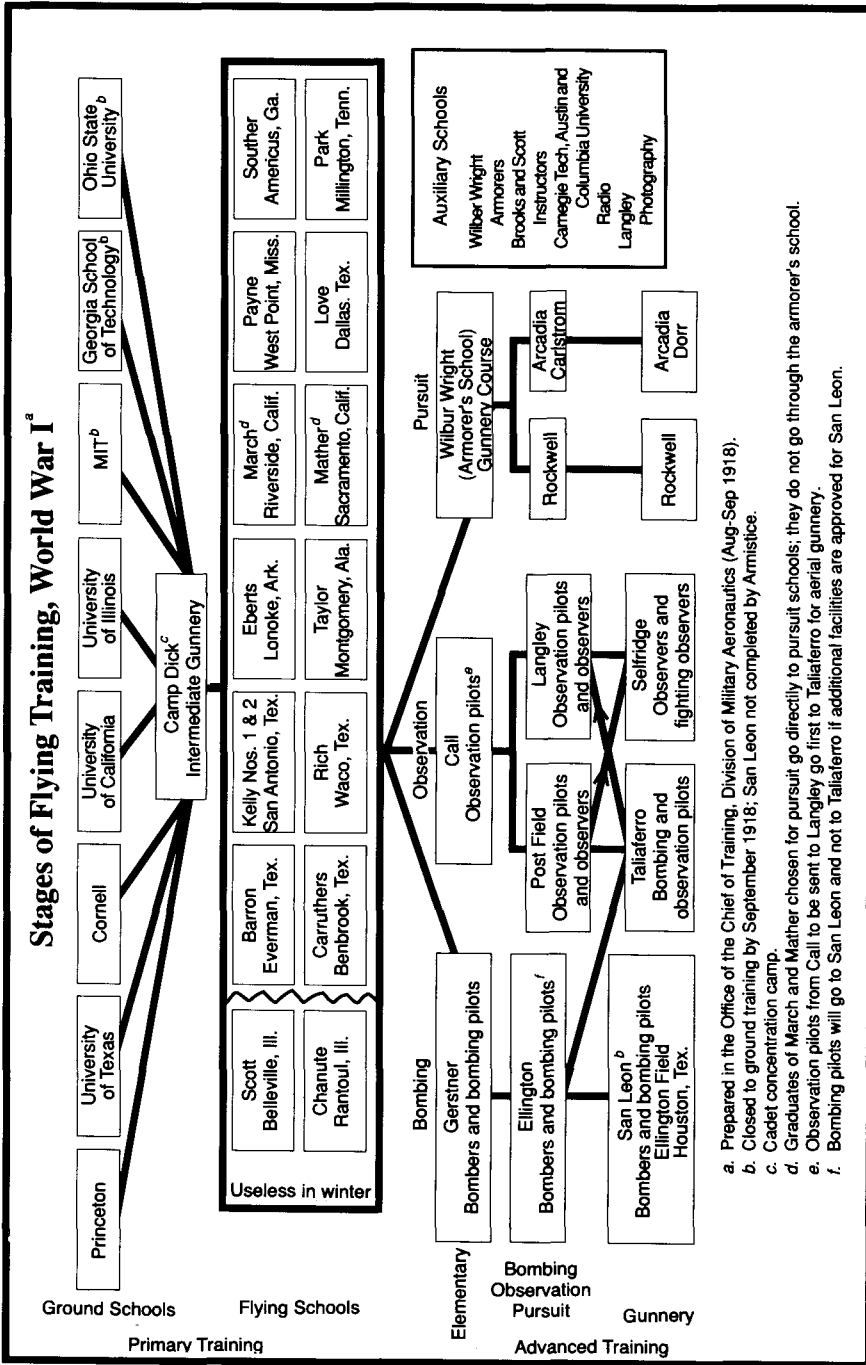 Stages of Flying Training, World War I a
Ground Schools
Princeton
University
of Texas
Cornell
University
of California
University
of Illinois
MIT b
Georgia School
of Technology b
Ohio State
University b
Primary Training
Camp Dick c
Intermediate Gunnery
Flying Schools
Useless in winter
Scott
Belleville, Ill.
Barron
Everman, Tex.
Kelly Nos. 1 & 2
San Antonio, Tex.
Eberts
Lonoke, Ark.
March d
Riverside, Calif.
Payne
West Point, Miss.
Souther
Americus, Ga.
Chanute
Rantoul, Ill.
Carruthers
Benbrook, Tex.
Rich
Waco, Tex.
Taylor
Montgomery, Ala.
Mather d
Sacramento, Calif.
Love
Dallas. Tex.
Park
Millington, Tenn.
Advanced Training
Elementary
Bombing
Gerstner
Bombers and bombing pilots
Observation
Call
Observation pilots e
Pursuit
Wilbur Wright
(Armorer's School)
Gunnery Course
Bombing
Observation
Pursuit
Ellington
Bombers and bombing pilots f
Post Field
Observation pilots
and observers
Langley
Observation pilots
and observers
Rockwell
Arcadia
Carlstrom
Gunnery
San Leon b
Bombers and bombing pilots
Ellington Field
Houston, Tex.
Taliaferro
Bombing and
observation pilots
Selfridge
Observers and
fighting observers
Rockwell
Arcadia
Dorr
Auxiliary Schools
Wilber Wright
Armorers
Brooks and Scott
Instructors
Carnegie Tech, Austin and
Columbia University
Radio
Langley
Photography
a. Prepared in the Office of the Chief of Training, Division of Military Aeronautics (Aug-Sep 1918).
b. Closed to ground training by September 1918; San Leon not completed by Armistice.
c. Cadet concentration camp.
d. Graduates of March and Mather chosen for pursuit go directly to pursuit schools; they do not go through the armorer's school.
e. Observation pilots from Call to be sent to Langley go first to Taliaferro for aerial gunnery.
f. Bombing pilots will go to San Leon and not to Taliaferro if additional facilities are approved for San Leon.